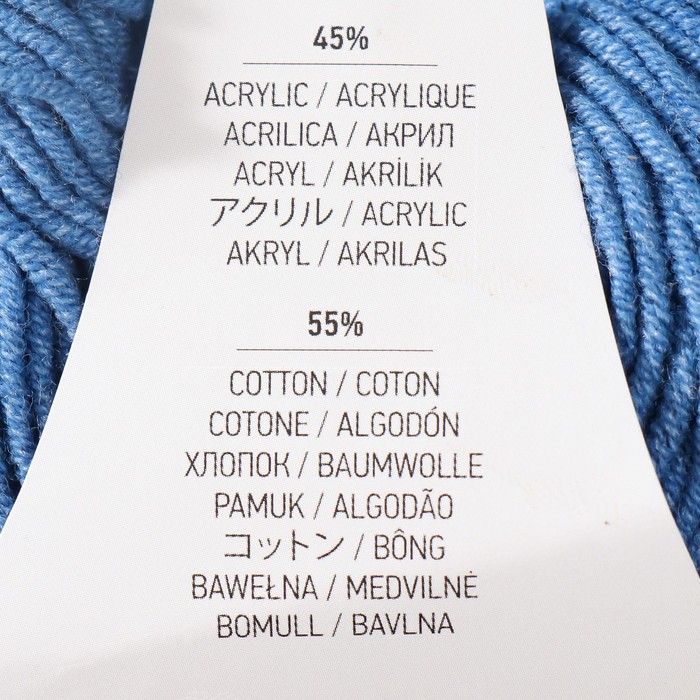 45%
ACRYLIC / ACRYLIQUE
ACRILICA / АКРИЛ
ACRYL / AKRİLİK
アクリル / ACRYLIC
AKRYL / AKRILAS
55%
COTTON / COTON
COTONE / ALGODÓN
ХЛОПОК / BAUMWOLLE
PAMUK / ALGODÃO
コットン / BÔNG
BAWEŁNA / MEDVILNĖ
BOMULL / BAVLNA